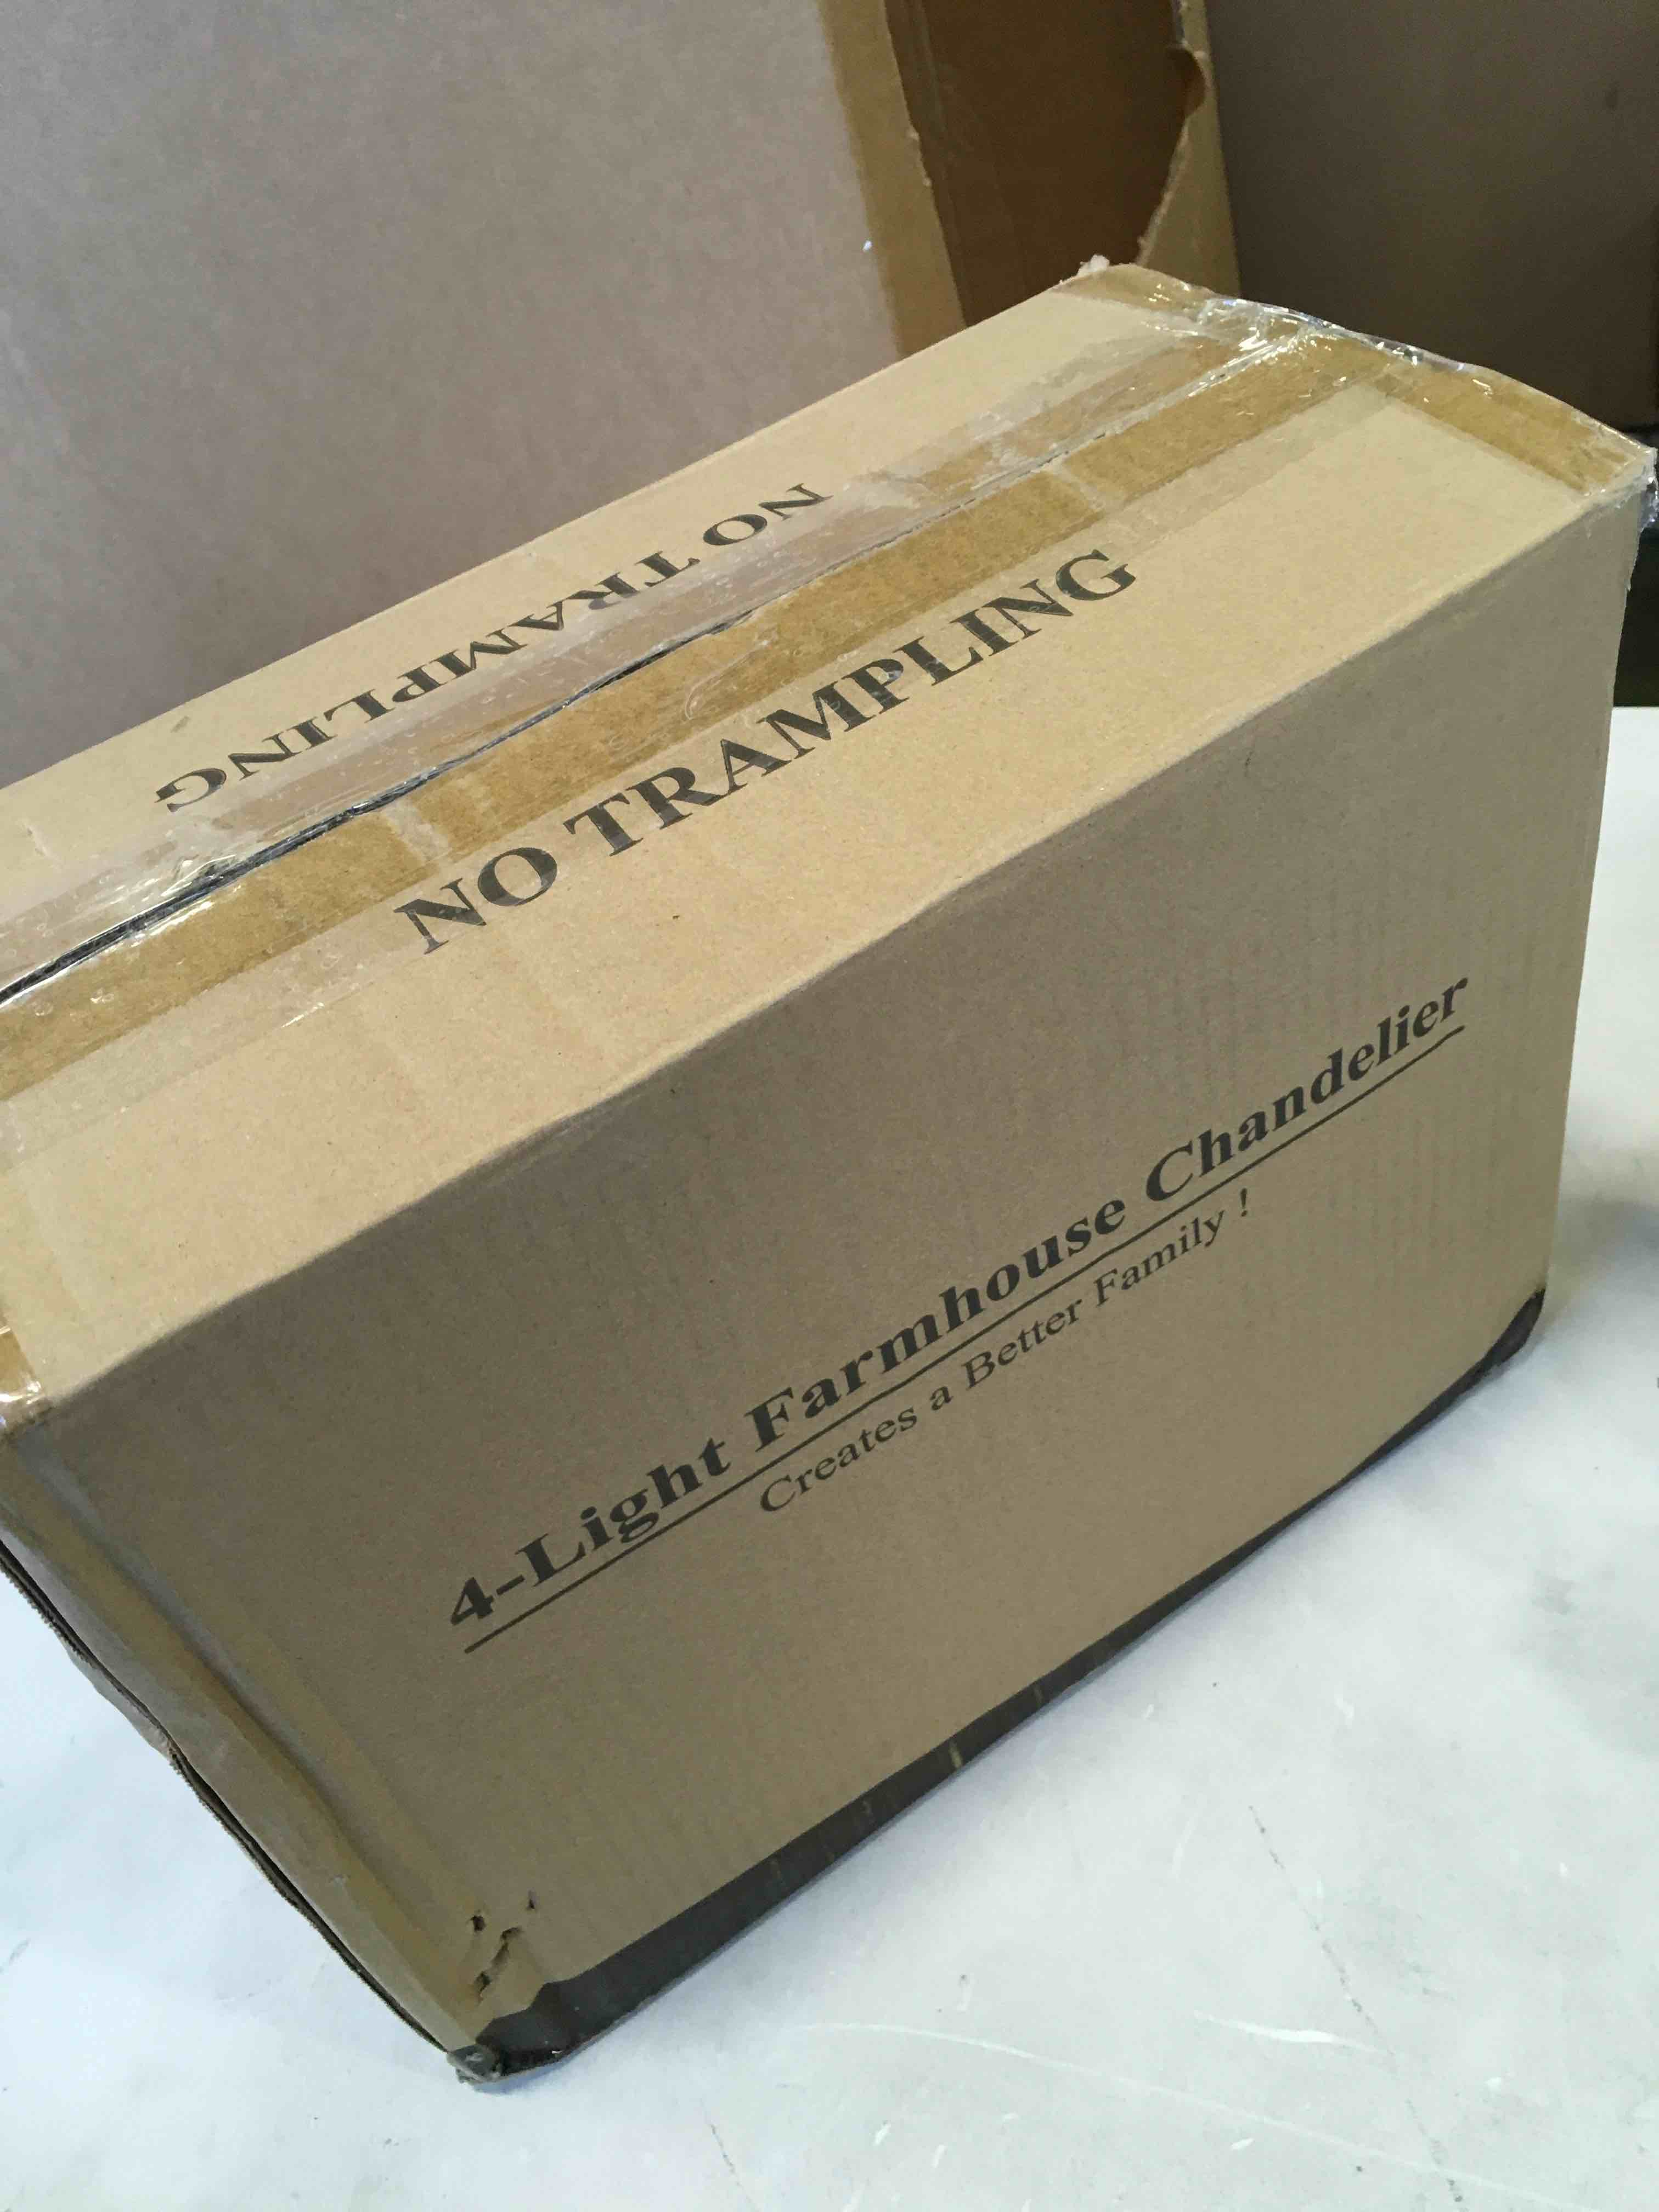 NO TRAMPLING
NO TRAMPLING
4-Light Farmhouse Chandelier
Creates a Better Family !